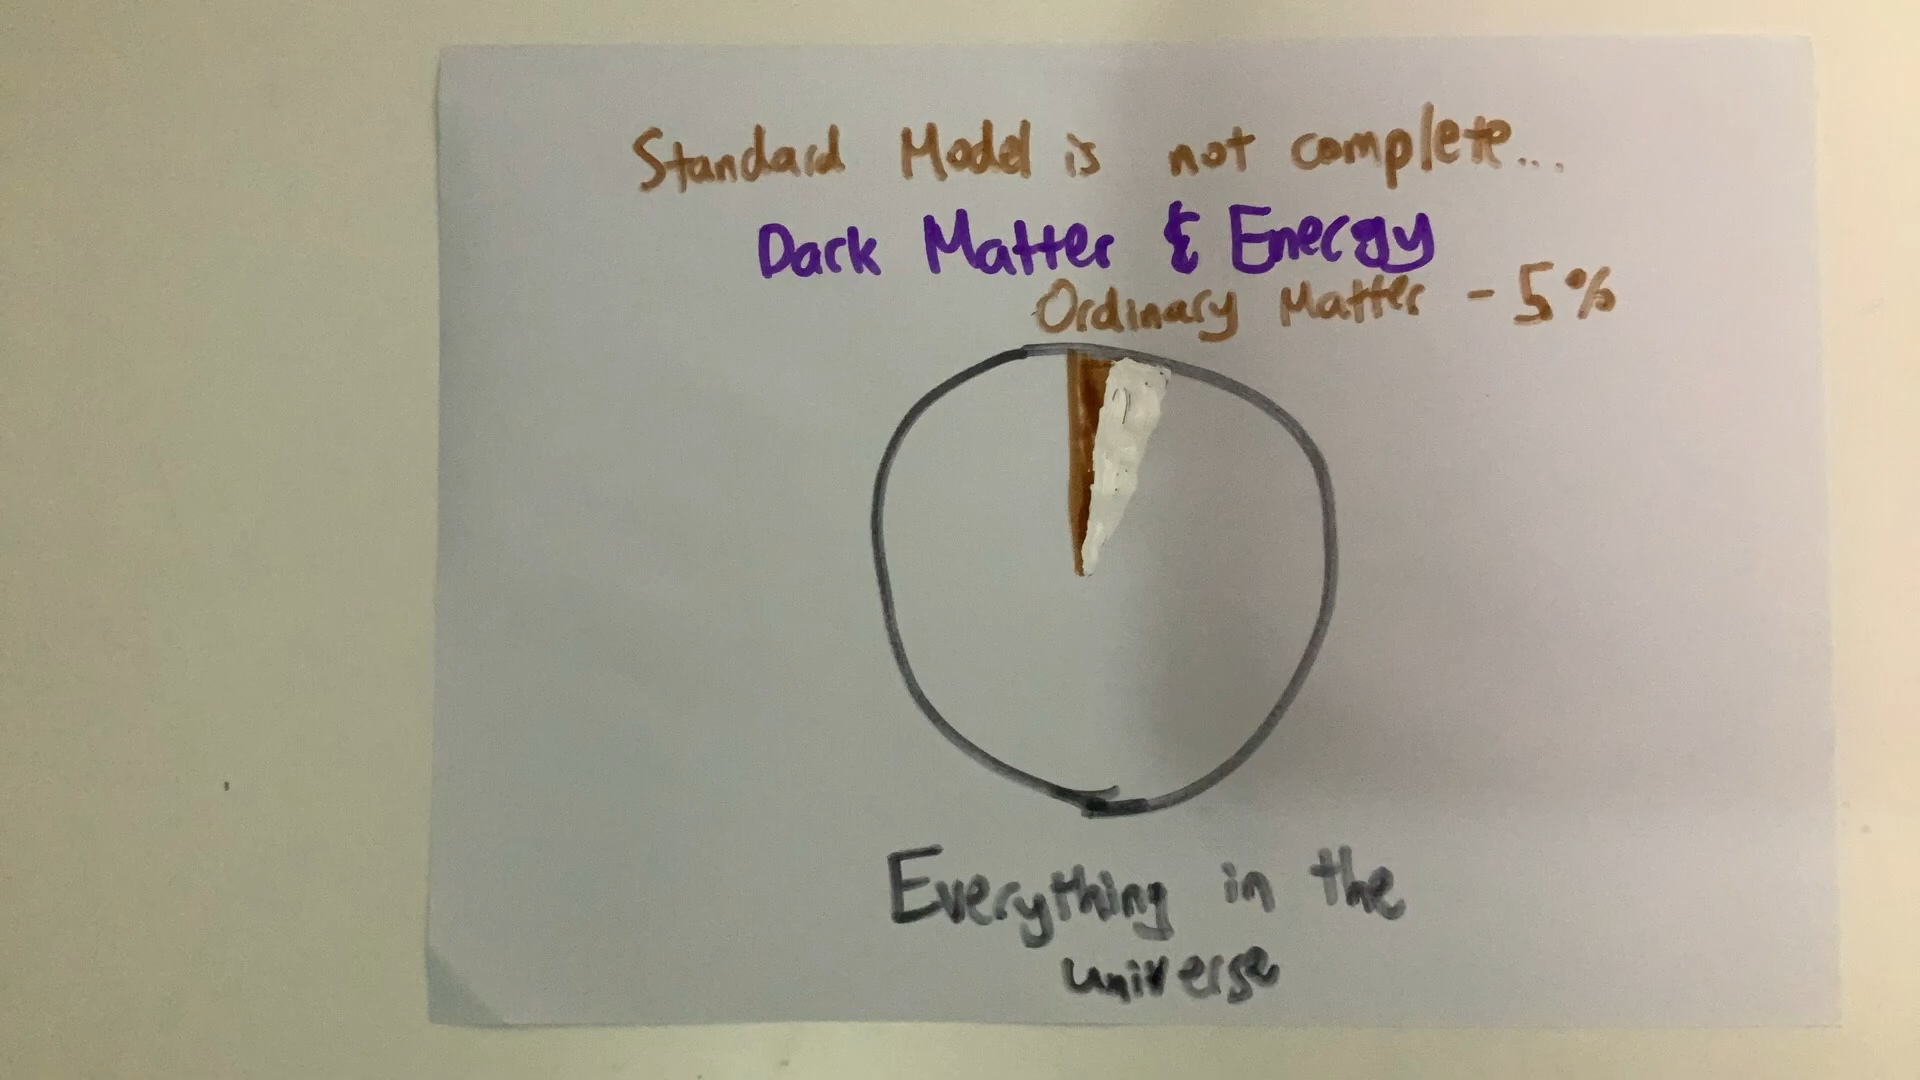 Standard Model is not complete...
Dark Matter & Energy
Ordinary Matter - 5%
Everything in the
universe